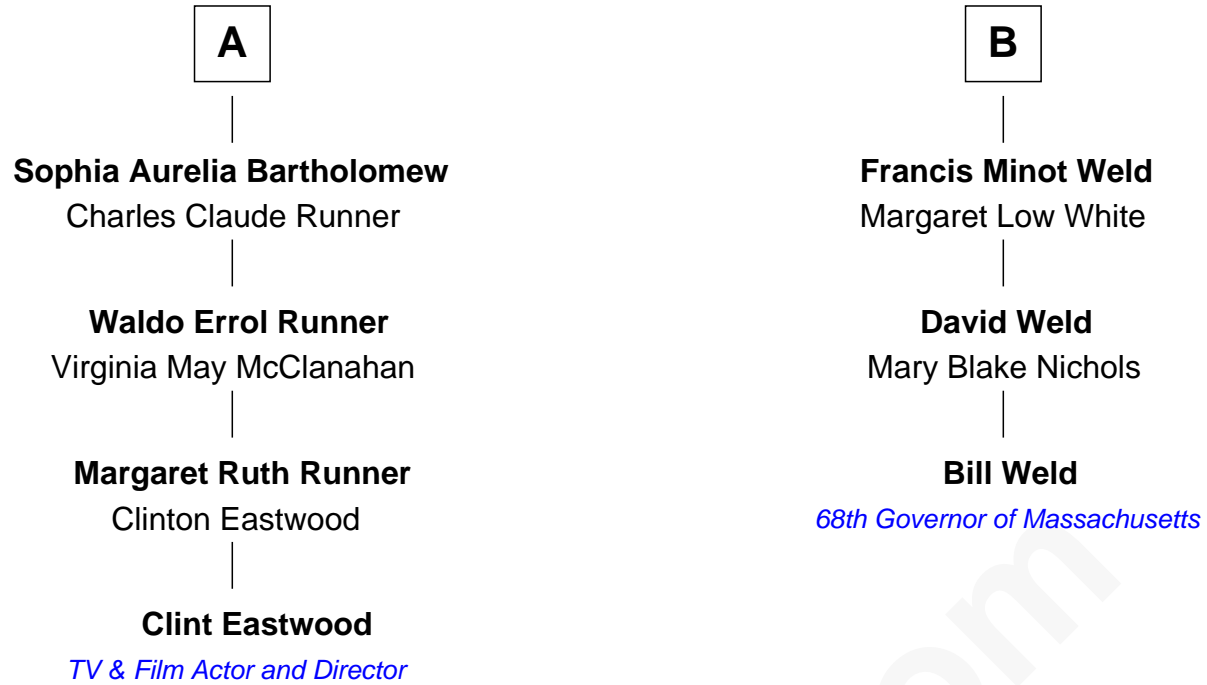 A
Sophia Aurelia Bartholomew
Charles Claude Runner
Waldo Errol Runner
Virginia May McClanahan
Margaret Ruth Runner
Clinton Eastwood
Clint Eastwood
TV & Film Actor and Director
B
Francis Minot Weld
Margaret Low White
David Weld
Mary Blake Nichols
Bill Weld
68th Governor of Massachusetts
om